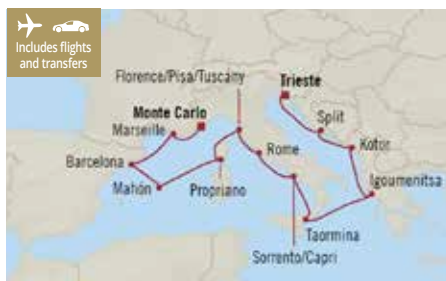 Includes flights
and transfers
Florence/Pisa/Tuscany
Trieste
Monte Carlo
Marseille
Split
Kotor
Rome
Barcelona
Igoumenitsa
Mahón
Propriano
Taormina
Sorrento/Capri